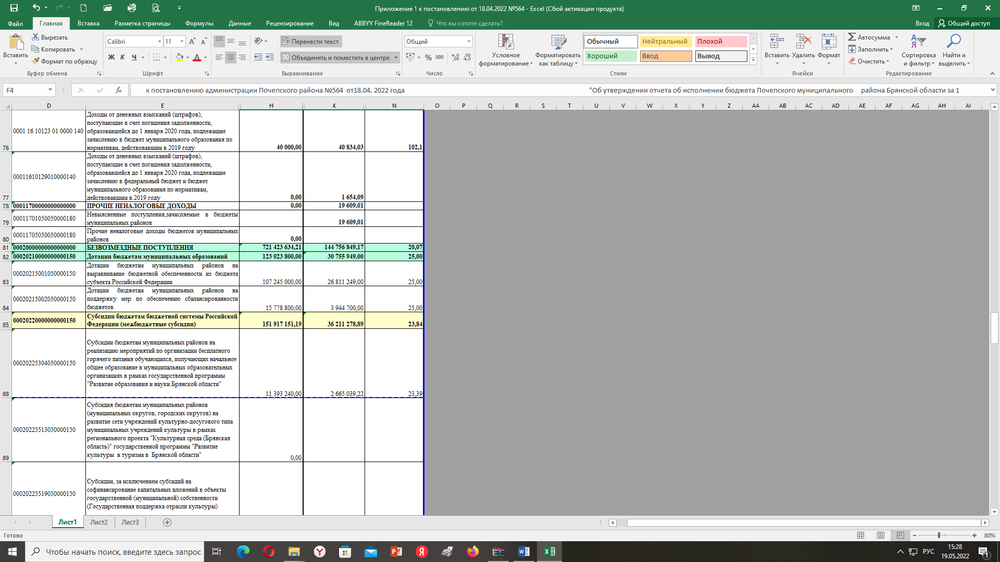 Приложение 1 к постановлению от 18.04.2022 №564 - Excel (Сбой активации продукта)
Файл Главная Вставка Разметка страницы Формулы Данные Рецензирование Вид ABBYY FineReader 12 Что вы хотите сделать? Вход Общий доступ
Вставить
Вырезать
Копировать
Формат по образцу
Буфер обмена
Calibri 11
Ж К Ч
Шрифт
Перенести текст
Объединить и поместить в центре
Выравнивание
Общий
% 000
Число
Условное форматирование
Форматировать как таблицу
Обычный Нейтральный Плохой
Хороший Ввод Вывод
Стили
Вставить Удалить Формат
Ячейки
Автосумма
Заполнить
Очистить
Сортировка и фильтр
Найти и выделить
Редактирование
F4 fx к постановлению администрации Почепского района №564 от18.04. 2022 года "Об утверждении отчета об исполнении бюджета Почепского муниципального района Брянской области за 1
D E H K N O P Q R S T U V W X Y Z AA AB AC AD AE AF AG AH AI
76 0001 16 10123 01 0000 140
Доходы от денежных взысканий (штрафов),
поступающие в счет погашения задолженности,
образовавшейся до 1 января 2020 года, подлежащие
зачислению в бюджет муниципального образования по
нормативам, действовавшим в 2019 году
40 000,00 40 834,03 102,1
77 00011610129010000140
Доходы от денежных взысканий (штрафов),
поступающие в счет погашения задолженности,
образовавшейся до 1 января 2020 года, подлежащие
зачислению в федеральный бюджет и бюджет
муниципального образования по нормативам,
действовавшим в 2019 году
0,00 1 654,09
78 00011700000000000000 ПРОЧИЕ НЕНАЛОГОВЫЕ ДОХОДЫ 0,00 19 609,01
79 00011701050050000180
Невыясненные поступления,зачисляемые в бюджеты
муниципальных районов
19 609,01
80 00011705050050000180
Прочие неналоговые доходы бюджетов муниципальных
районов
0,00
81 00020000000000000000 БЕЗВОЗМЕЗДНЫЕ ПОСТУПЛЕНИЯ 721 423 634,21 144 756 849,17 20,07
82 00020210000000000150 Дотации бюджетам муниципальных образований 123 023 800,00 30 755 949,00 25,00
83 00020215001050000150
Дотации бюджетам муниципальных районов на
выравнивание бюджетной обеспеченности из бюджета
субъекта Российской Федерации
107 245 000,00 26 811 249,00 25,00
84 00020215002050000150
Дотации бюджетам муниципальных районов на
поддержку мер по обеспечению сбалансированности
бюджетов
15 778 800,00 3 944 700,00 25,00
85 00020220000000000150
Субсидии бюджетам бюджетной системы Российской
Федерации (межбюджетные субсидии)
151 917 151,19 36 211 278,89 23,84
88 00020225304050000150
Субсидии бюджетам муниципальных районов на
реализацию мероприятий по организации бесплатного
горячего питания обучающихся, получающих начальное
общее образование в муниципальных образовательных
организациях в рамках государственной программы
"Развитие образования и науки Брянской области"
11 393 240,00 2 665 039,22 23,39
89 00020225513050000150
Субсидия бюджетам муниципальных районов
(муниципальных округов, городских округов) на
развитие сети учреждений культурно-досугового типа
муниципальных учреждений культуры в рамках
регионального проекта "Культурная среда (Брянская
область)" государственной программы "Развитие
культуры и туризма в Брянской области"
0,00
00020225519050000150
Субсидии, за исключением субсидий на
софинансирование капитальных вложений в объекты
государственной (муниципальной) собственности
(Государственная поддержка отрасли культуры)
Активация Windows
Лист1 Лист2 Лист3
Готово 80%
Чтобы начать поиск, введите здесь запрос
РУС 15:28
19.05.2022
1